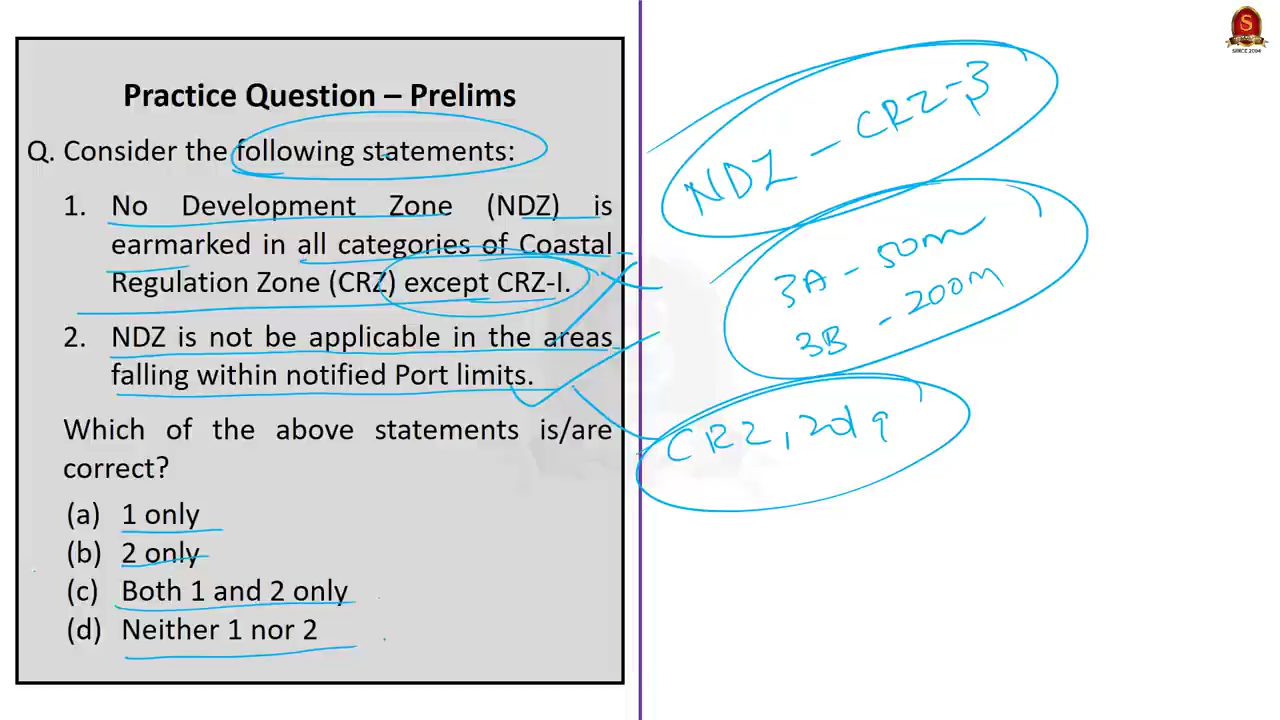 Practice Question – Prelims
Q. Consider the following statements:
1. No Development Zone (NDZ) is
earmarked in all categories of Coastal
Regulation Zone (CRZ) except CRZ-I.
2. NDZ is not be applicable in the areas
falling within notified Port limits.
Which of the above statements is/are
correct?
(a) 1 only
(b) 2 only
(c) Both 1 and 2 only
(d) Neither 1 nor 2
NDZ – CRZ-3
3A – 50m
3B – 200m
CRZ, 2019
S
SINCE 2004